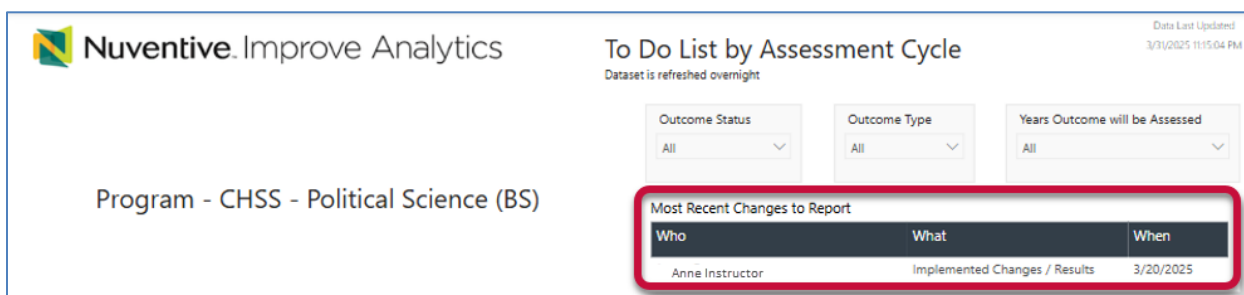 Nuventive. Improve Analytics
To Do List by Assessment Cycle
Dataset is refreshed overnight
Data Last Updated
3/31/2025 11:15:04 PM
Outcome Status
All
Outcome Type
All
Years Outcome will be Assessed
All
Program - CHSS - Political Science (BS)
Most Recent Changes to Report
Who What When
Anne Instructor Implemented Changes / Results 3/20/2025